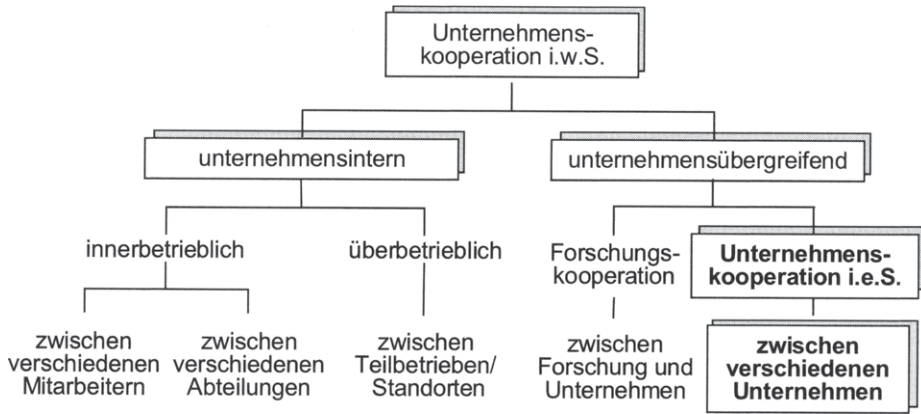 Unternehmens-
kooperation i.w.S.
unternehmensintern
unternehmensübergreifend
innerbetrieblich
überbetrieblich
Forschungs-
kooperation
Unternehmens-
kooperation i.e.S.
zwischen
verschiedenen
Mitarbeitern
zwischen
verschiedenen
Abteilungen
zwischen
Teilbetrieben/
Standorten
zwischen
Forschung und
Unternehmen
zwischen
verschiedenen
Unternehmen